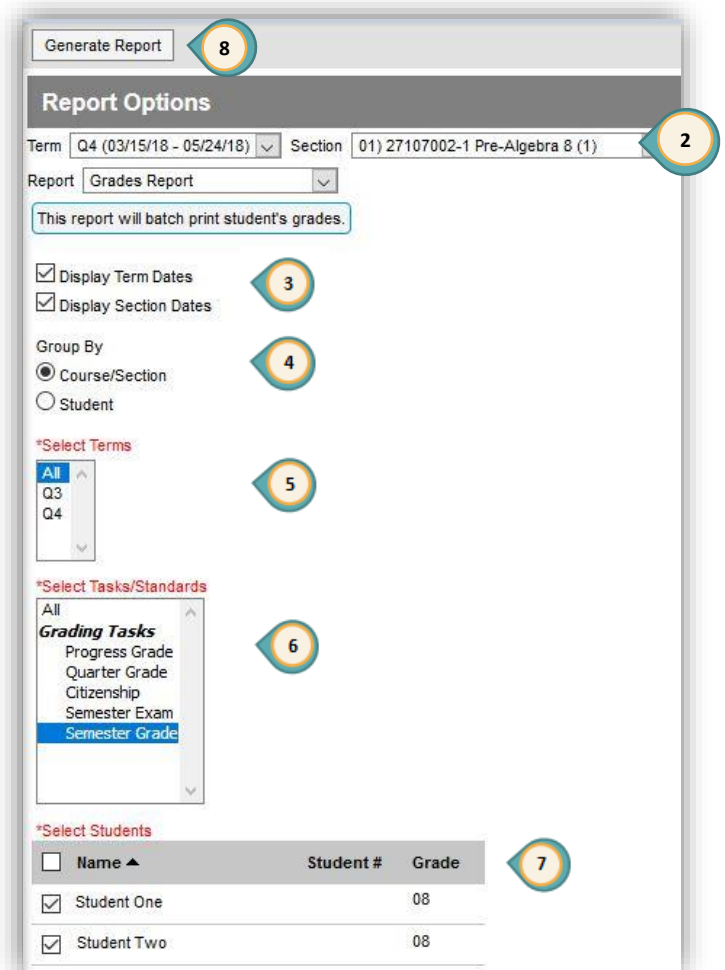 Generate Report 8
Report Options
Term Q4 (03/15/18 - 05/24/18) Section 01) 27107002-1 Pre-Algebra 8 (1) 2
Report Grades Report
This report will batch print student's grades.
Display Term Dates
3
Display Section Dates
Group By
4
Course/Section
Student
*Select Terms
All
5
Q3
Q4
*Select Tasks/Standards
All
Grading Tasks
Progress Grade 6
Quarter Grade
Citizenship
Semester Exam
Semester Grade
*Select Students
Name ▲ Student # Grade 7
Student One 08
Student Two 08